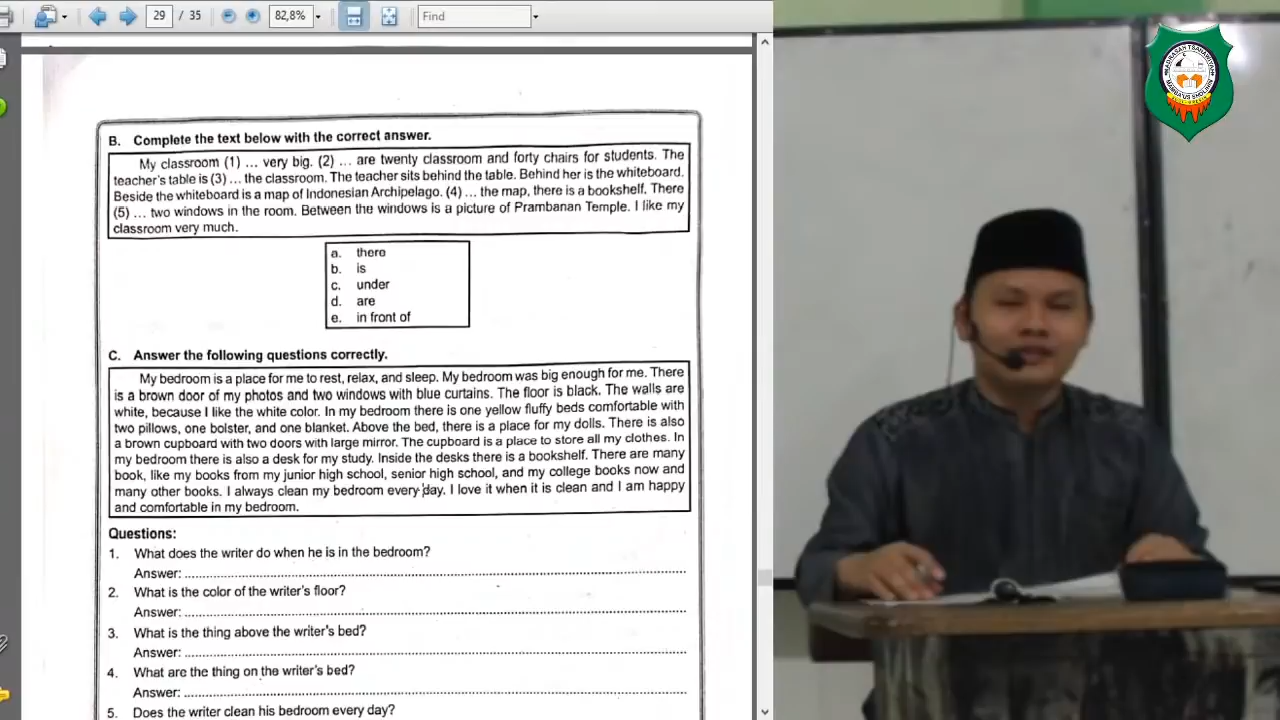 29 / 35 82,8% Find
B. Complete the text below with the correct answer.
My classroom (1) ... very big. (2) ... are twenty classroom and forty chairs for students. The
teacher's table is (3) ... the classroom. The teacher sits behind the table. Behind her is the whiteboard.
Beside the whiteboard is a map of Indonesian Archipelago. (4) ... the map, there is a bookshelf. There
(5) ... two windows in the room. Between the windows is a picture of Prambanan Temple. I like my
classroom very much.
a. there
b. is
c. under
d. are
e. in front of
C. Answer the following questions correctly.
My bedroom is a place for me to rest, relax, and sleep. My bedroom was big enough for me. There
is a brown door of my photos and two windows with blue curtains. The floor is black. The walls are
white, because I like the white color. In my bedroom there is one yellow fluffy beds comfortable with
two pillows, one bolster, and one blanket. Above the bed, there is a place for my dolls. There is also
a brown cupboard with two doors with large mirror. The cupboard is a place to store all my clothes. In
my bedroom there is also a desk for my study. Inside the desks there is a bookshelf. There are many
book, like my books from my junior high school, senior high school, and my college books now and
many other books. I always clean my bedroom every day. I love it when it is clean and I am happy
and comfortable in my bedroom.
Questions:
1. What does the writer do when he is in the bedroom?
Answer: ....................
2. What is the color of the writer's floor?
Answer: ....................
3. What is the thing above the writer's bed?
Answer: ....................
4. What are the thing on the writer's bed?
Answer: ....................
5. Does the writer clean his bedroom every day?
MADRASAH TSANAWIYAH